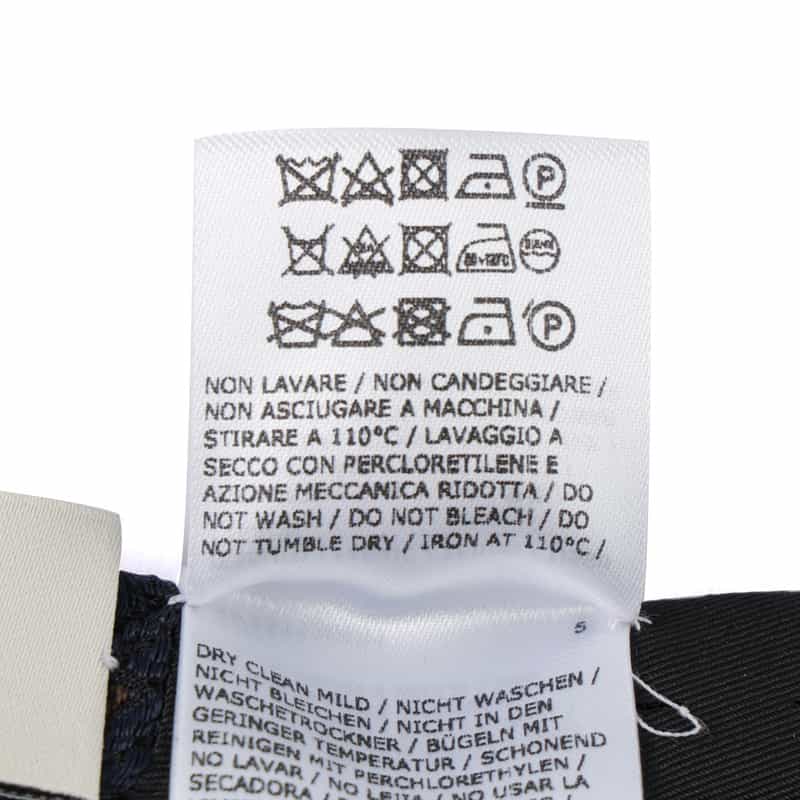 P
P
NON LAVARE / NON CANDEGGIARE /
NON ASCIUGARE A MACCHINA /
STIRARE A 110°C / LAVAGGIO A
SECCO CON PERCLORETILENE E
AZIONE MECCANICA RIDOTTA / DO
NOT WASH / DO NOT BLEACH / DO
NOT TUMBLE DRY / IRON AT 110°C /
5
DRY CLEAN MILD / NICHT WASCHEN /
NICHT BLEICHEN / NICHT IN DEN
WASCHETROCKNER / BÜGELN MIT
GERINGER TEMPERATUR / SCHONEND
REINIGEN MIT PERCHLORETHYLEN /
NO LAVAR / NO LEJIA / NO USAR LA
SECADORA /